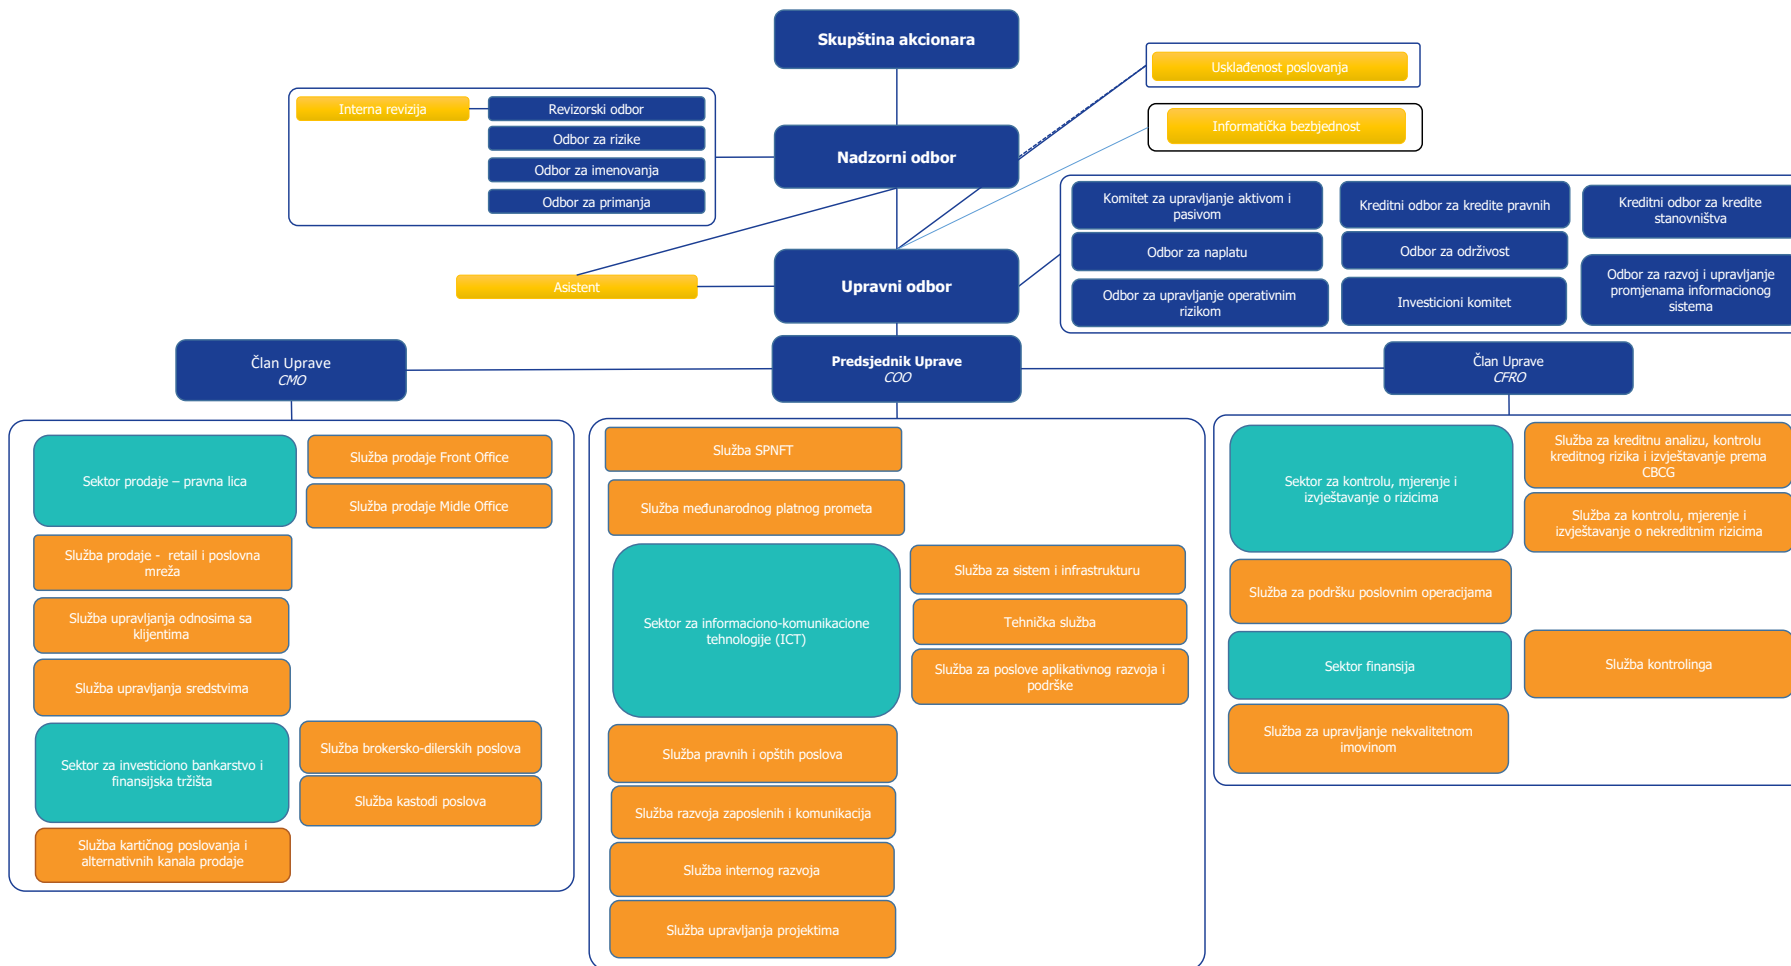 Skupština akcionara
Usklađenost poslovanja
Interna revizija
Revizorski odbor
Odbor za rizike
Odbor za imenovanja
Odbor za primanja
Nadzorni odbor
Informatička bezbjednost
Komitet za upravljanje aktivom i
pasivom
Kreditni odbor za kredite pravnih
Kreditni odbor za kredite
stanovništva
Odbor za naplatu
Odbor za održivost
Odbor za razvoj i upravljanje
promjenama informacionog
sistema
Odbor za upravljanje operativnim
rizikom
Investicioni komitet
Asistent
Upravni odbor
Član Uprave
CMO
Predsjednik Uprave
COO
Član Uprave
CFRO
Sektor prodaje – pravna lica
Služba prodaje Front Office
Služba prodaje Midle Office
Služba prodaje - retail i poslovna
mreža
Služba upravljanja odnosima sa
klijentima
Služba upravljanja sredstvima
Sektor za investiciono bankarstvo i
finansijska tržišta
Služba brokersko-dilerskih poslova
Služba kastodi poslova
Služba kartičnog poslovanja i
alternativnih kanala prodaje
Služba SPNFT
Služba međunarodnog platnog prometa
Sektor za informaciono-komunikacione
tehnologije (ICT)
Služba za sistem i infrastrukturu
Tehnička služba
Služba za poslove aplikativnog razvoja i
podrške
Služba pravnih i opštih poslova
Služba razvoja zaposlenih i komunikacija
Služba internog razvoja
Služba upravljanja projektima
Sektor za kontrolu, mjerenje i
izvještavanje o rizicima
Služba za kreditnu analizu, kontrolu
kreditnog rizika i izvještavanje prema
CBCG
Služba za kontrolu, mjerenje i
izvještavanje o nekreditnim rizicima
Služba za podršku poslovnim operacijama
Sektor finansija
Služba kontrolinga
Služba za upravljanje nekvalitetnom
imovinom